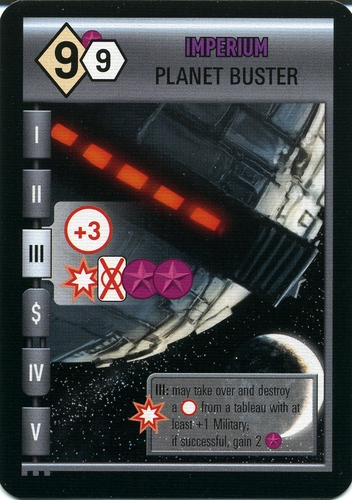 9 9
IMPERIUM
PLANET BUSTER
I
II
III
+3
$
IV
V
III: may take over and destroy
a from a tableau with at
least +1 Military;
if successful, gain 2